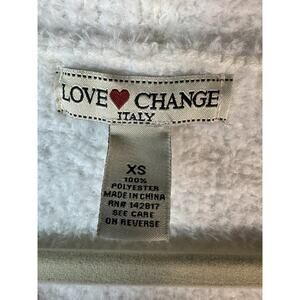 LOVE❤CHANGE
ITALY
XS
100%
POLYESTER
MADE IN CHINA
RN# 142817
SEE CARE
ON REVERSE